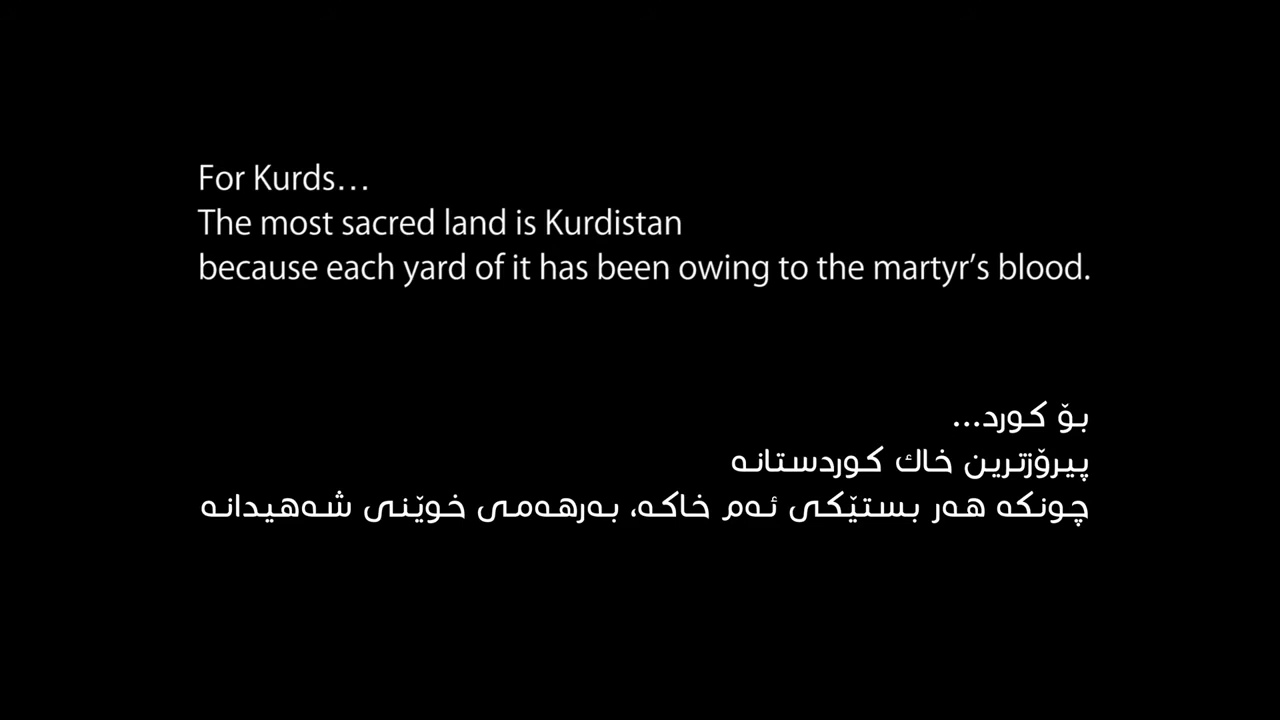 For Kurds…
The most sacred land is Kurdistan
because each yard of it has been owing to the martyr’s blood.
بۆ کورد...
پیرۆزترین خاك کوردستانە
چونکە هەر بستێکی ئەم خاکە، بەرهەمی خوێنی شەهیدانە